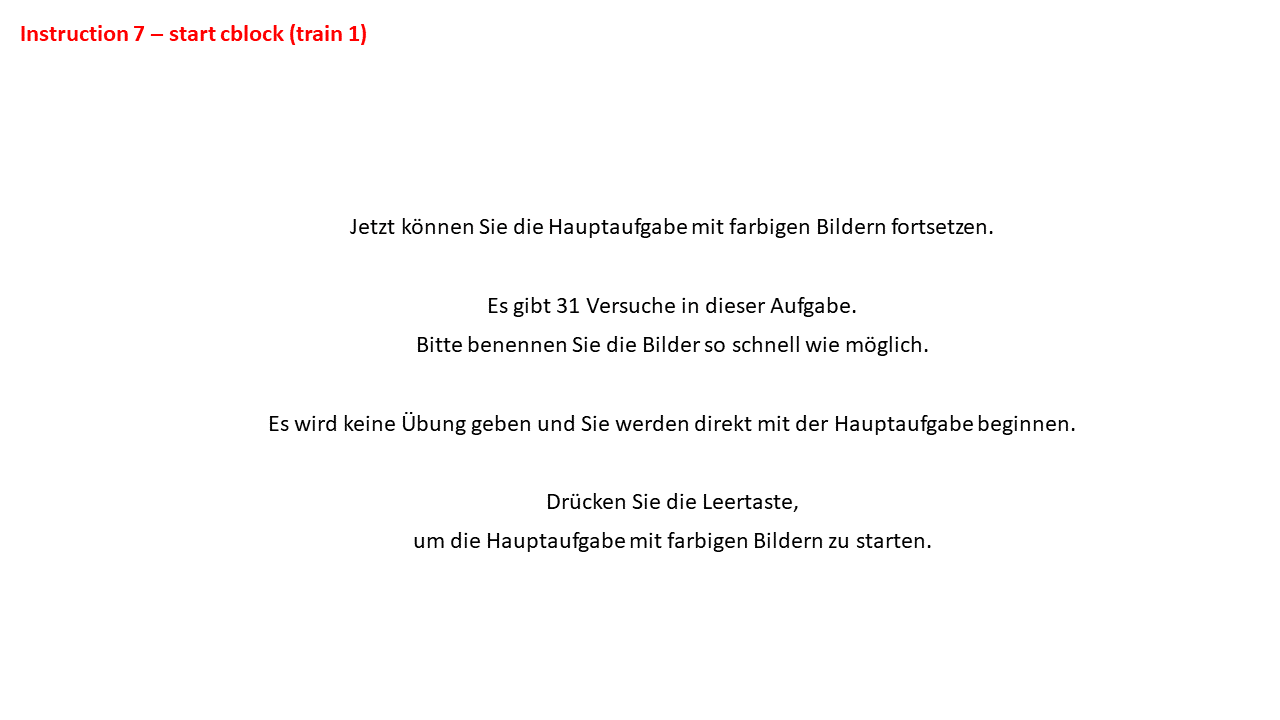 Instruction 7 – start cblock (train 1)
Jetzt können Sie die Hauptaufgabe mit farbigen Bildern fortsetzen.
Es gibt 31 Versuche in dieser Aufgabe.
Bitte benennen Sie die Bilder so schnell wie möglich.
Es wird keine Übung geben und Sie werden direkt mit der Hauptaufgabe beginnen.
Drücken Sie die Leertaste,
um die Hauptaufgabe mit farbigen Bildern zu starten.